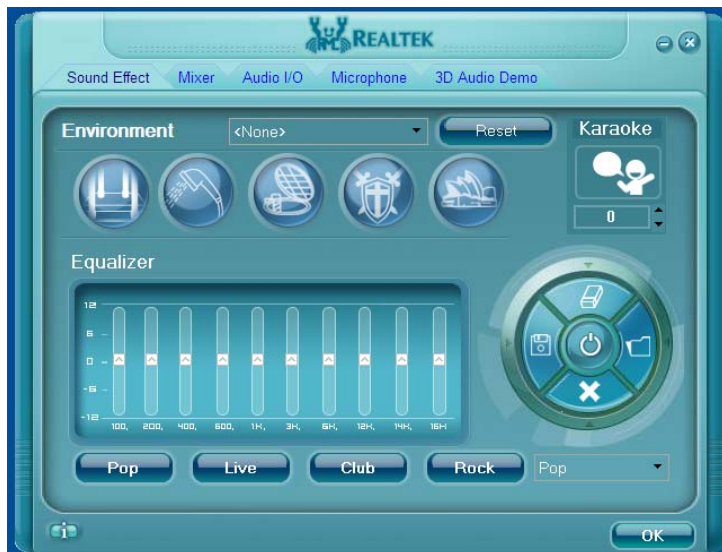 REALTEK
Sound Effect Mixer Audio I/O Microphone 3D Audio Demo
Environment <None> Reset Karaoke
0
Equalizer
12
6
0
-6
-12
100, 200, 400, 600, 1K, 3K, 6K, 12K, 14K, 16K
Pop Live Club Rock Pop
OK